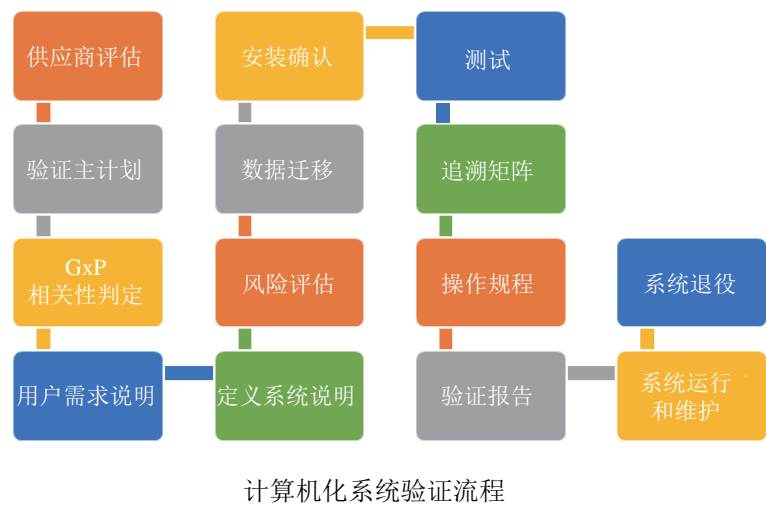 供应商评估
验证主计划
GxP
相关性判定
用户需求说明
定义系统说明
风险评估
数据迁移
安装确认
测试
追溯矩阵
操作规程
验证报告
系统运行
和维护
系统退役
计算机化系统验证流程